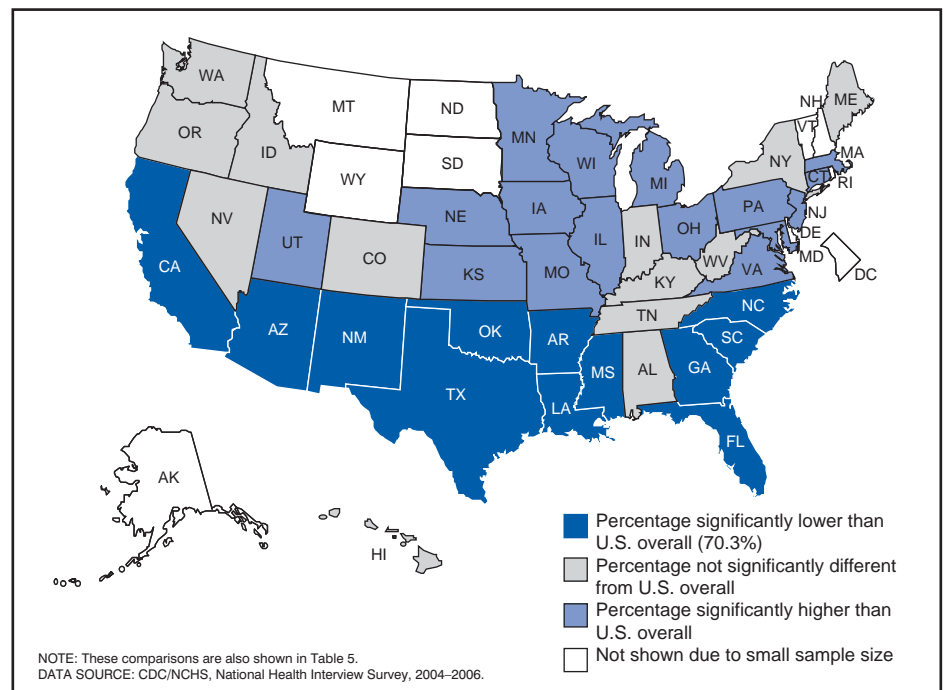 WA
MT
ND
MN
OR
ID
SD
WI
MI
NY
VT
NH
ME
MA
CT
RI
WY
NE
IA
PA
NJ
NV
UT
CO
IL
IN
OH
DE
MD
DC
CA
KS
MO
WV
VA
KY
AZ
NM
OK
AR
TN
NC
SC
TX
LA
MS
AL
GA
FL
AK
HI
Percentage significantly lower than
U.S. overall (70.3%)
Percentage not significantly different
from U.S. overall
Percentage significantly higher than
U.S. overall
Not shown due to small sample size
NOTE: These comparisons are also shown in Table 5.
DATA SOURCE: CDC/NCHS, National Health Interview Survey, 2004–2006.